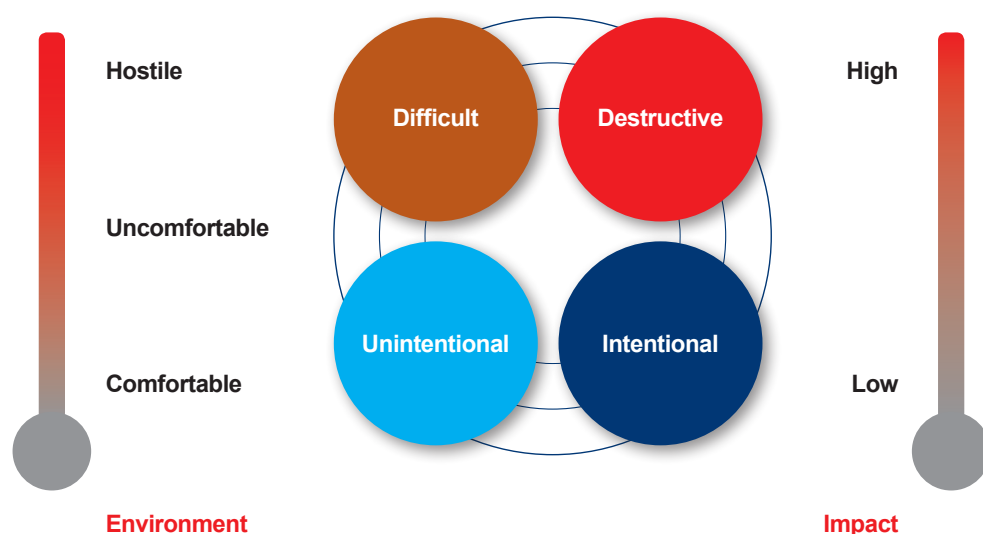 Hostile
High
Difficult
Destructive
Uncomfortable
Unintentional
Intentional
Comfortable
Low
Environment
Impact